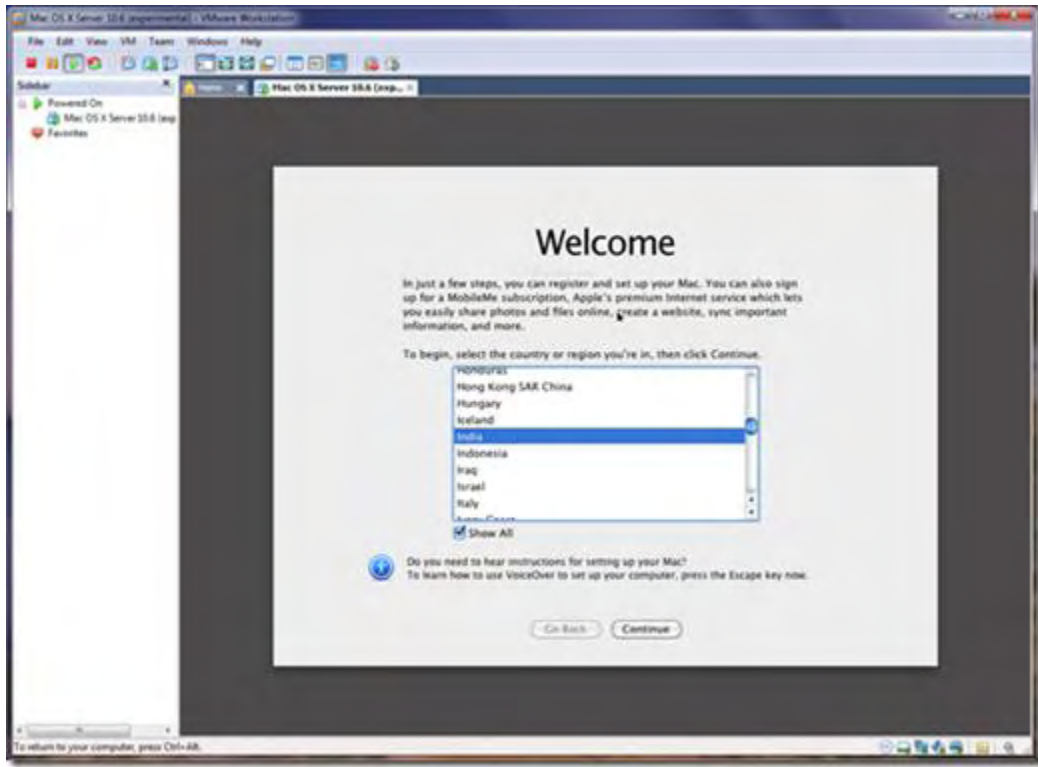 Mac OS X Server 10.6 (experimental) - VMware Workstation
File Edit View VM Team Windows Help
Sidebar
Home
Mac OS X Server 10.6 (exp...
Powered On
Mac OS X Server 10.6 (exp
Favorites
Welcome
In just a few steps, you can register and set up your Mac. You can also sign
up for a MobileMe subscription, Apple's premium Internet service which lets
you easily share photos and files online, create a website, sync important
information, and more.
To begin, select the country or region you're in, then click Continue.
Honduras
Hong Kong SAR China
Hungary
Iceland
India
Indonesia
Iraq
Israel
Italy
Ivory Coast
Show All
Do you need to hear instructions for setting up your Mac?
To learn how to use VoiceOver to set up your computer, press the Escape key now.
Go Back
Continue
To return to your computer, press Ctrl+Alt.